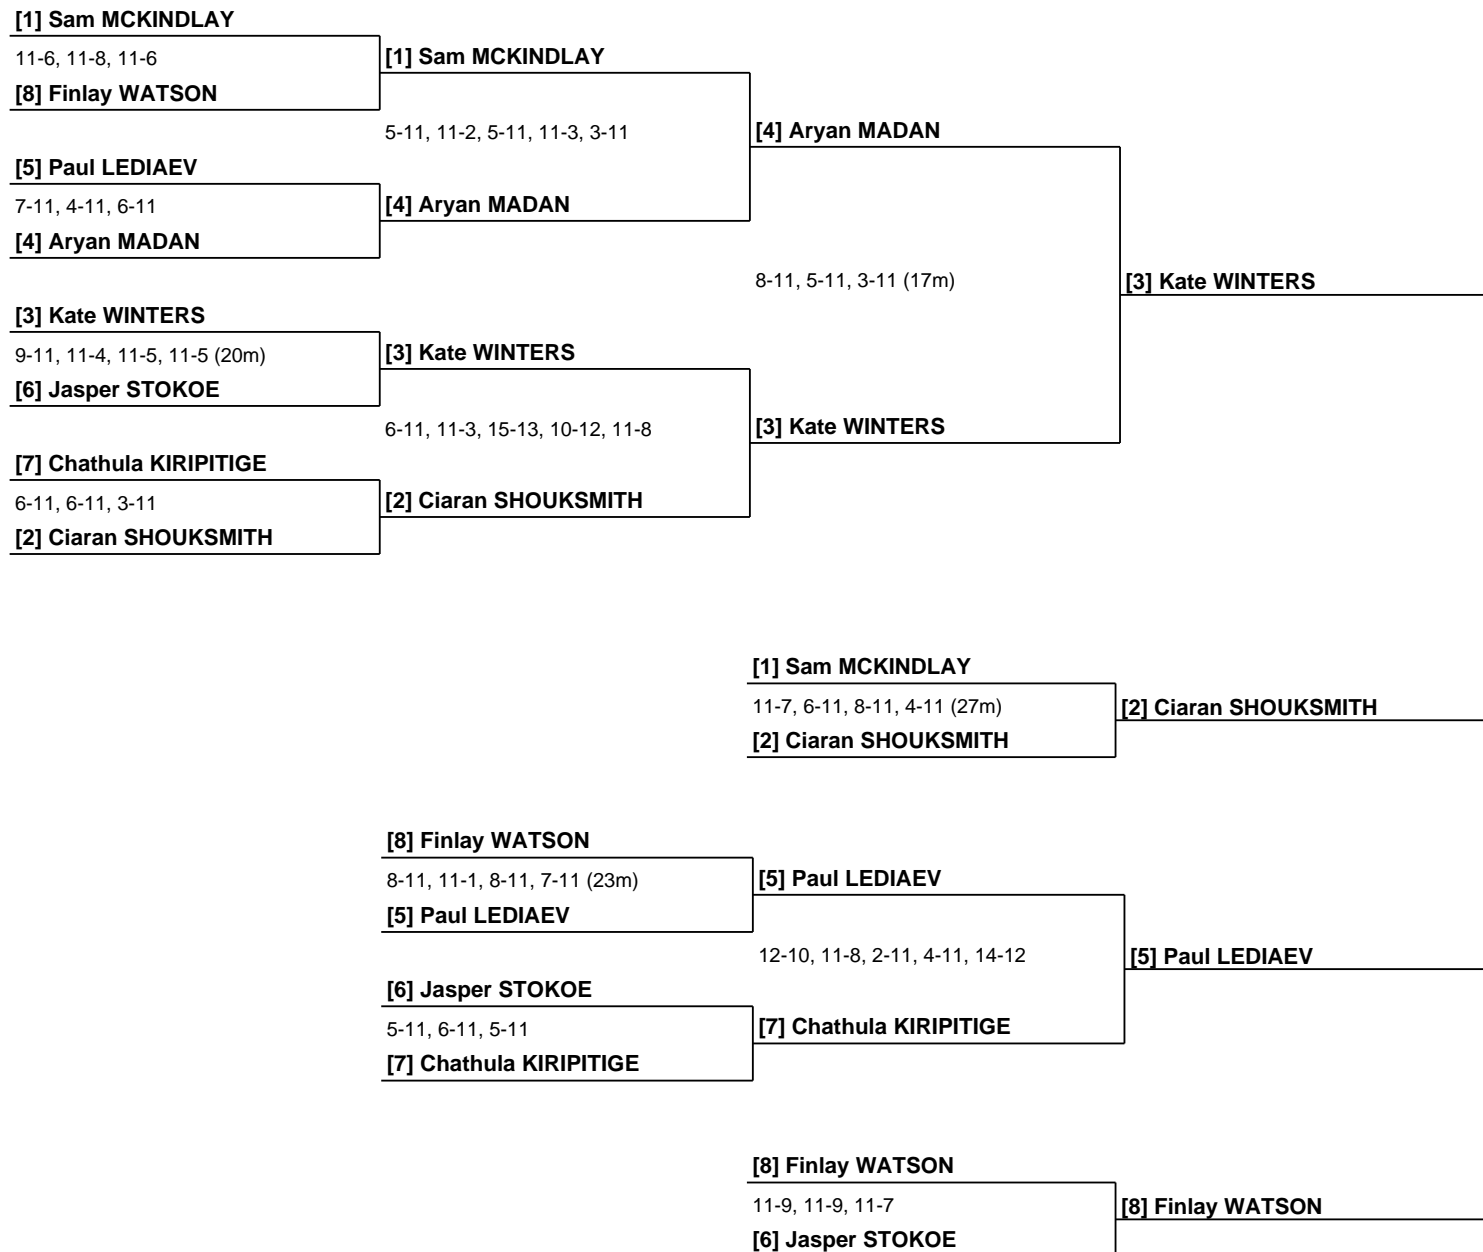 [1] Sam MCKINDLAY
11-6, 11-8, 11-6
[1] Sam MCKINDLAY
[8] Finlay WATSON
5-11, 11-2, 5-11, 11-3, 3-11
[4] Aryan MADAN
[5] Paul LEDIAEV
7-11, 4-11, 6-11
[4] Aryan MADAN
[4] Aryan MADAN
8-11, 5-11, 3-11 (17m)
[3] Kate WINTERS
[3] Kate WINTERS
9-11, 11-4, 11-5, 11-5 (20m)
[3] Kate WINTERS
[6] Jasper STOKOE
6-11, 11-3, 15-13, 10-12, 11-8
[3] Kate WINTERS
[7] Chathula KIRIPITIGE
6-11, 6-11, 3-11
[2] Ciaran SHOUKSMITH
[2] Ciaran SHOUKSMITH
[1] Sam MCKINDLAY
11-7, 6-11, 8-11, 4-11 (27m)
[2] Ciaran SHOUKSMITH
[2] Ciaran SHOUKSMITH
[8] Finlay WATSON
8-11, 11-1, 8-11, 7-11 (23m)
[5] Paul LEDIAEV
[5] Paul LEDIAEV
12-10, 11-8, 2-11, 4-11, 14-12
[5] Paul LEDIAEV
[6] Jasper STOKOE
5-11, 6-11, 5-11
[7] Chathula KIRIPITIGE
[7] Chathula KIRIPITIGE
[8] Finlay WATSON
11-9, 11-9, 11-7
[8] Finlay WATSON
[6] Jasper STOKOE